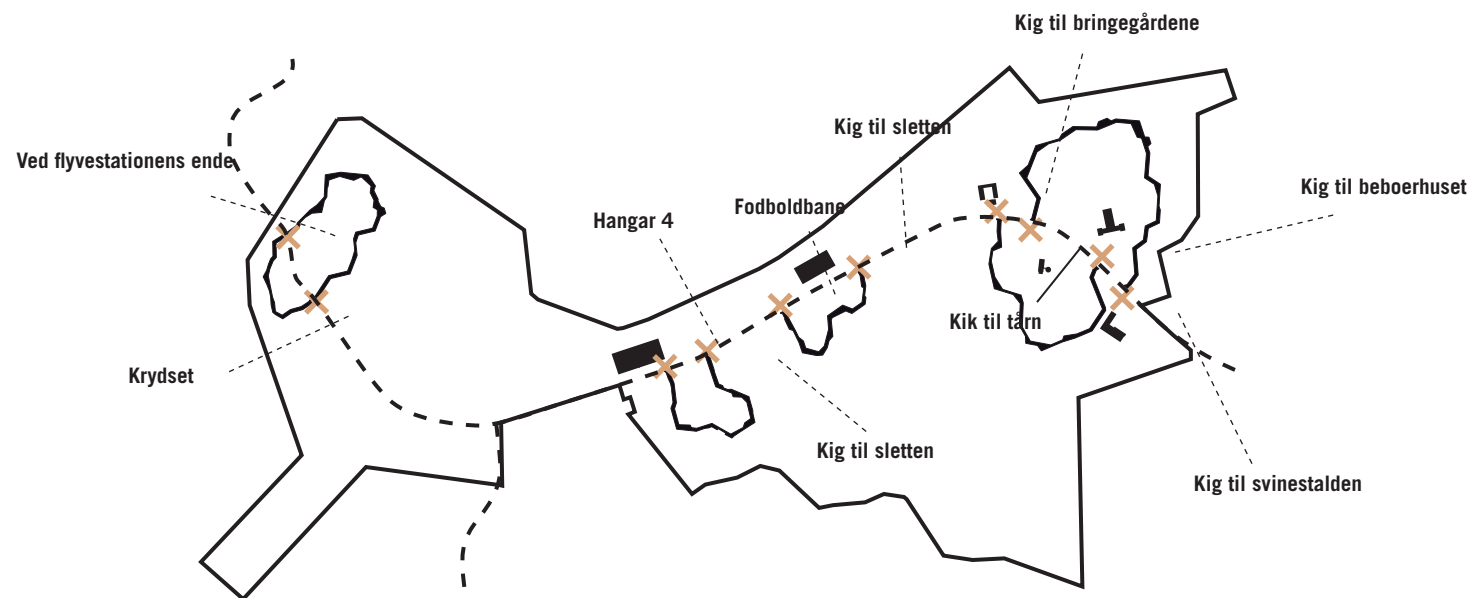 Kig til bringegårdene
Kig til sletten
Ved flyvestationens ende
Kig til beboerhuset
Fodboldbane
Hangar 4
Kik til tårn
Krydset
Kig til sletten
Kig til svinestalden